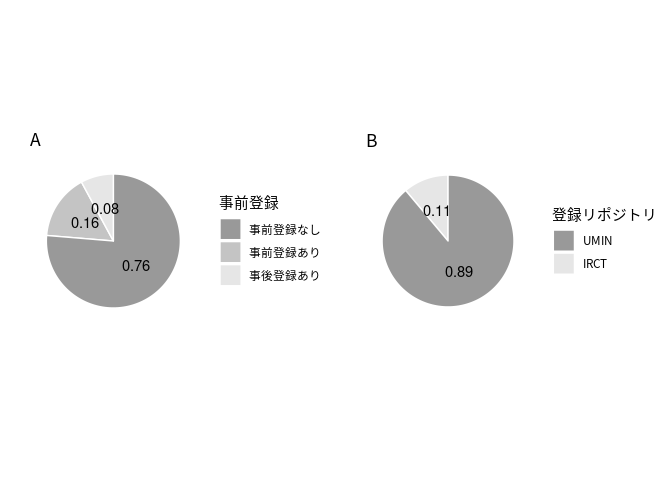 A
0.08
0.16
0.76
事前登録
事前登録なし
事前登録あり
事後登録あり
B
0.11
0.89
登録リポジトリ
UMIN
IRCT